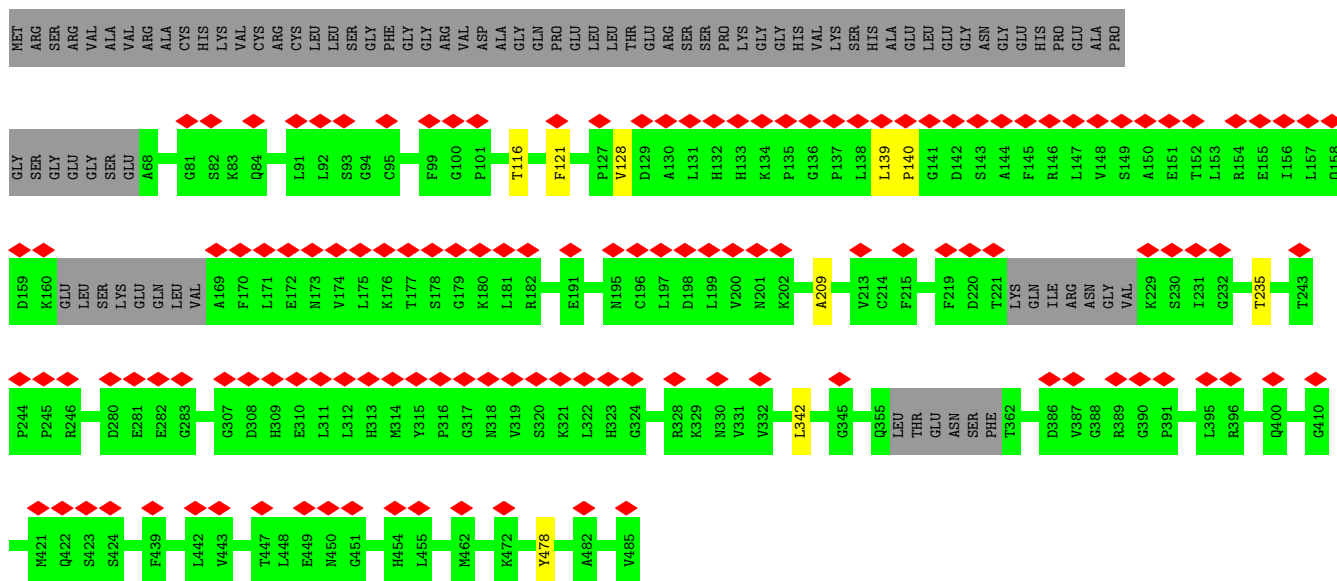 MET ARG SER ARG VAL ALA VAL ARG ALA CYS HIS LYS VAL CYS ARG CYS LEU LEU SER GLY PHE GLY GLY ARG VAL ASP ALA GLY GLN PRO GLU LEU LEU THR GLU ARG SER SER PRO LYS GLY GLY HIS VAL LYS SER HIS ALA GLU LEU GLU GLY ASN GLY GLU HIS PRO GLU ALA PRO
GLY SER GLY GLU GLY SER GLU A68 G81 S82 K83 Q84 L91 L92 S93 G94 C95 F99 G100 P101 T116 F121 P127 V128 D129 A130 L131 H132 H133 K134 P135 G136 P137 L138 L139 P140 G141 D142 S143 A144 F145 R146 L147 V148 S149 A150 E151 T152 L153 R154 E155 I156 L157 Q158
D159 K160 GLU LEU SER LYS GLU GLN LEU VAL A169 F170 L171 E172 N173 V174 L175 K176 T177 S178 G179 K180 L181 R182 E191 N195 C196 L197 D198 L199 V200 N201 K202 A209 V213 C214 F215 F219 D220 T221 LYS GLN ILE ARG ASN GLY VAL K229 S230 I231 G232 T235 T243
P244 P245 R246 D280 E281 E282 G283 G307 D308 H309 E310 L311 L312 H313 M314 Y315 P316 G317 N318 V319 S320 K321 L322 H323 G324 R328 K329 N330 V331 V332 L342 G345 Q355 LEU THR GLU ASN SER PHE T362 D386 V387 G388 R389 G390 P391 L395 R396 Q400 G410
M421 Q422 S423 S424 F439 L442 V443 T447 L448 E449 N450 G451 H454 L455 M462 K472 Y478 A482 V485